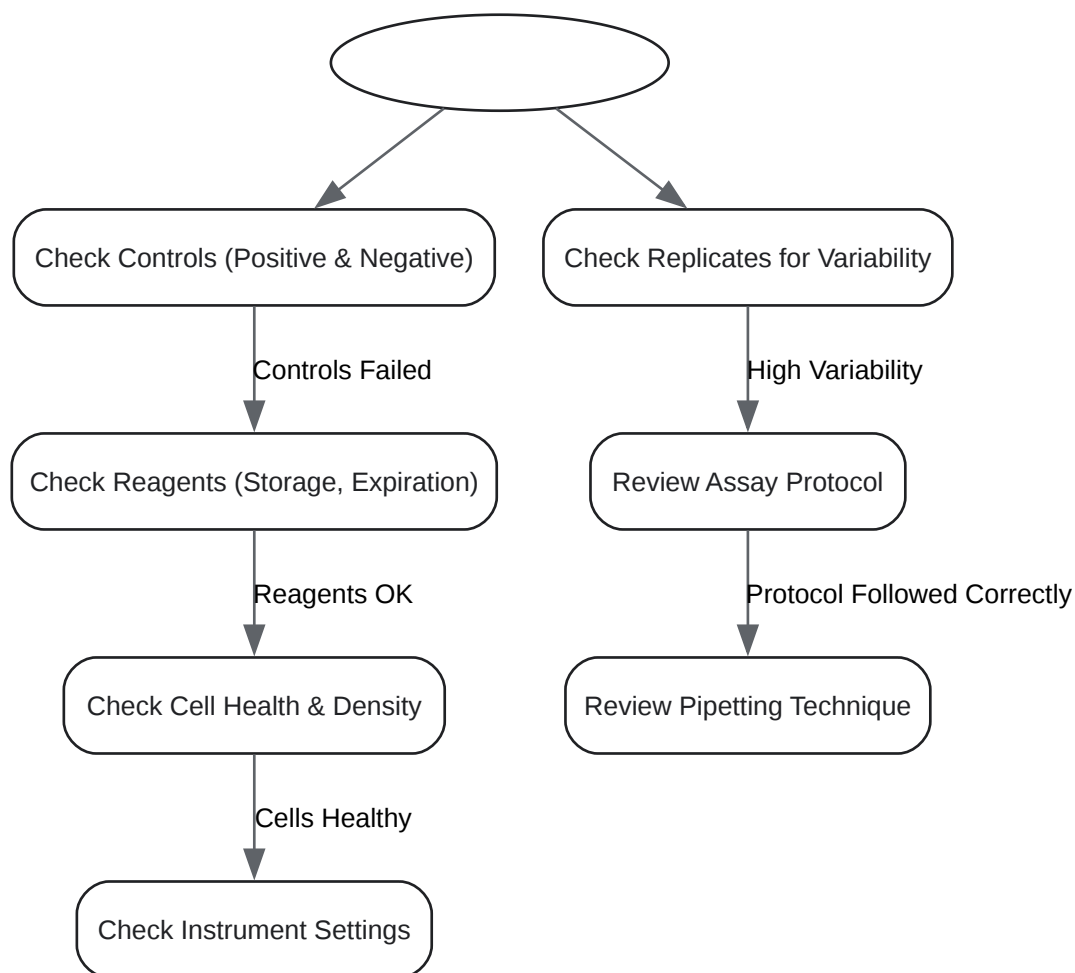 Check Controls (Positive & Negative)
Check Replicates for Variability
Controls Failed
High Variability
Check Reagents (Storage, Expiration)
Review Assay Protocol
Reagents OK
Protocol Followed Correctly
Check Cell Health & Density
Review Pipetting Technique
Cells Healthy
Check Instrument Settings